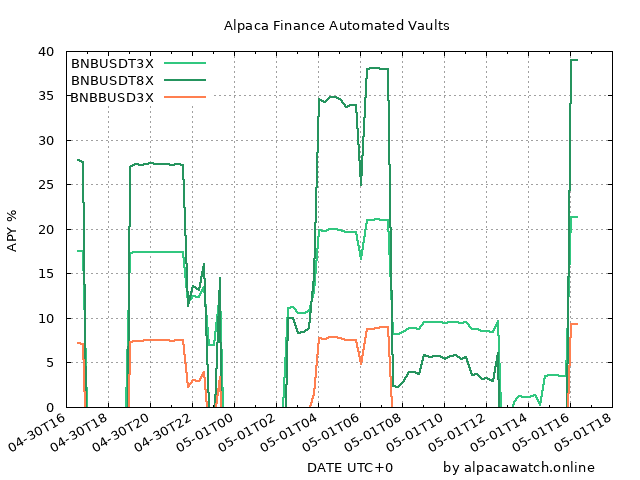 Alpaca Finance Automated Vaults
BNBUSDT3X
BNBUSDT8X
BNBBUSD3X
APY %
40
35
30
25
20
15
10
5
0
04-30T16
04-30T18
04-30T20
04-30T22
05-01T00
05-01T02
05-01T04
05-01T06
05-01T08
05-01T10
05-01T12
05-01T14
05-01T16
05-01T18
DATE UTC+0
by alpacawatch.online